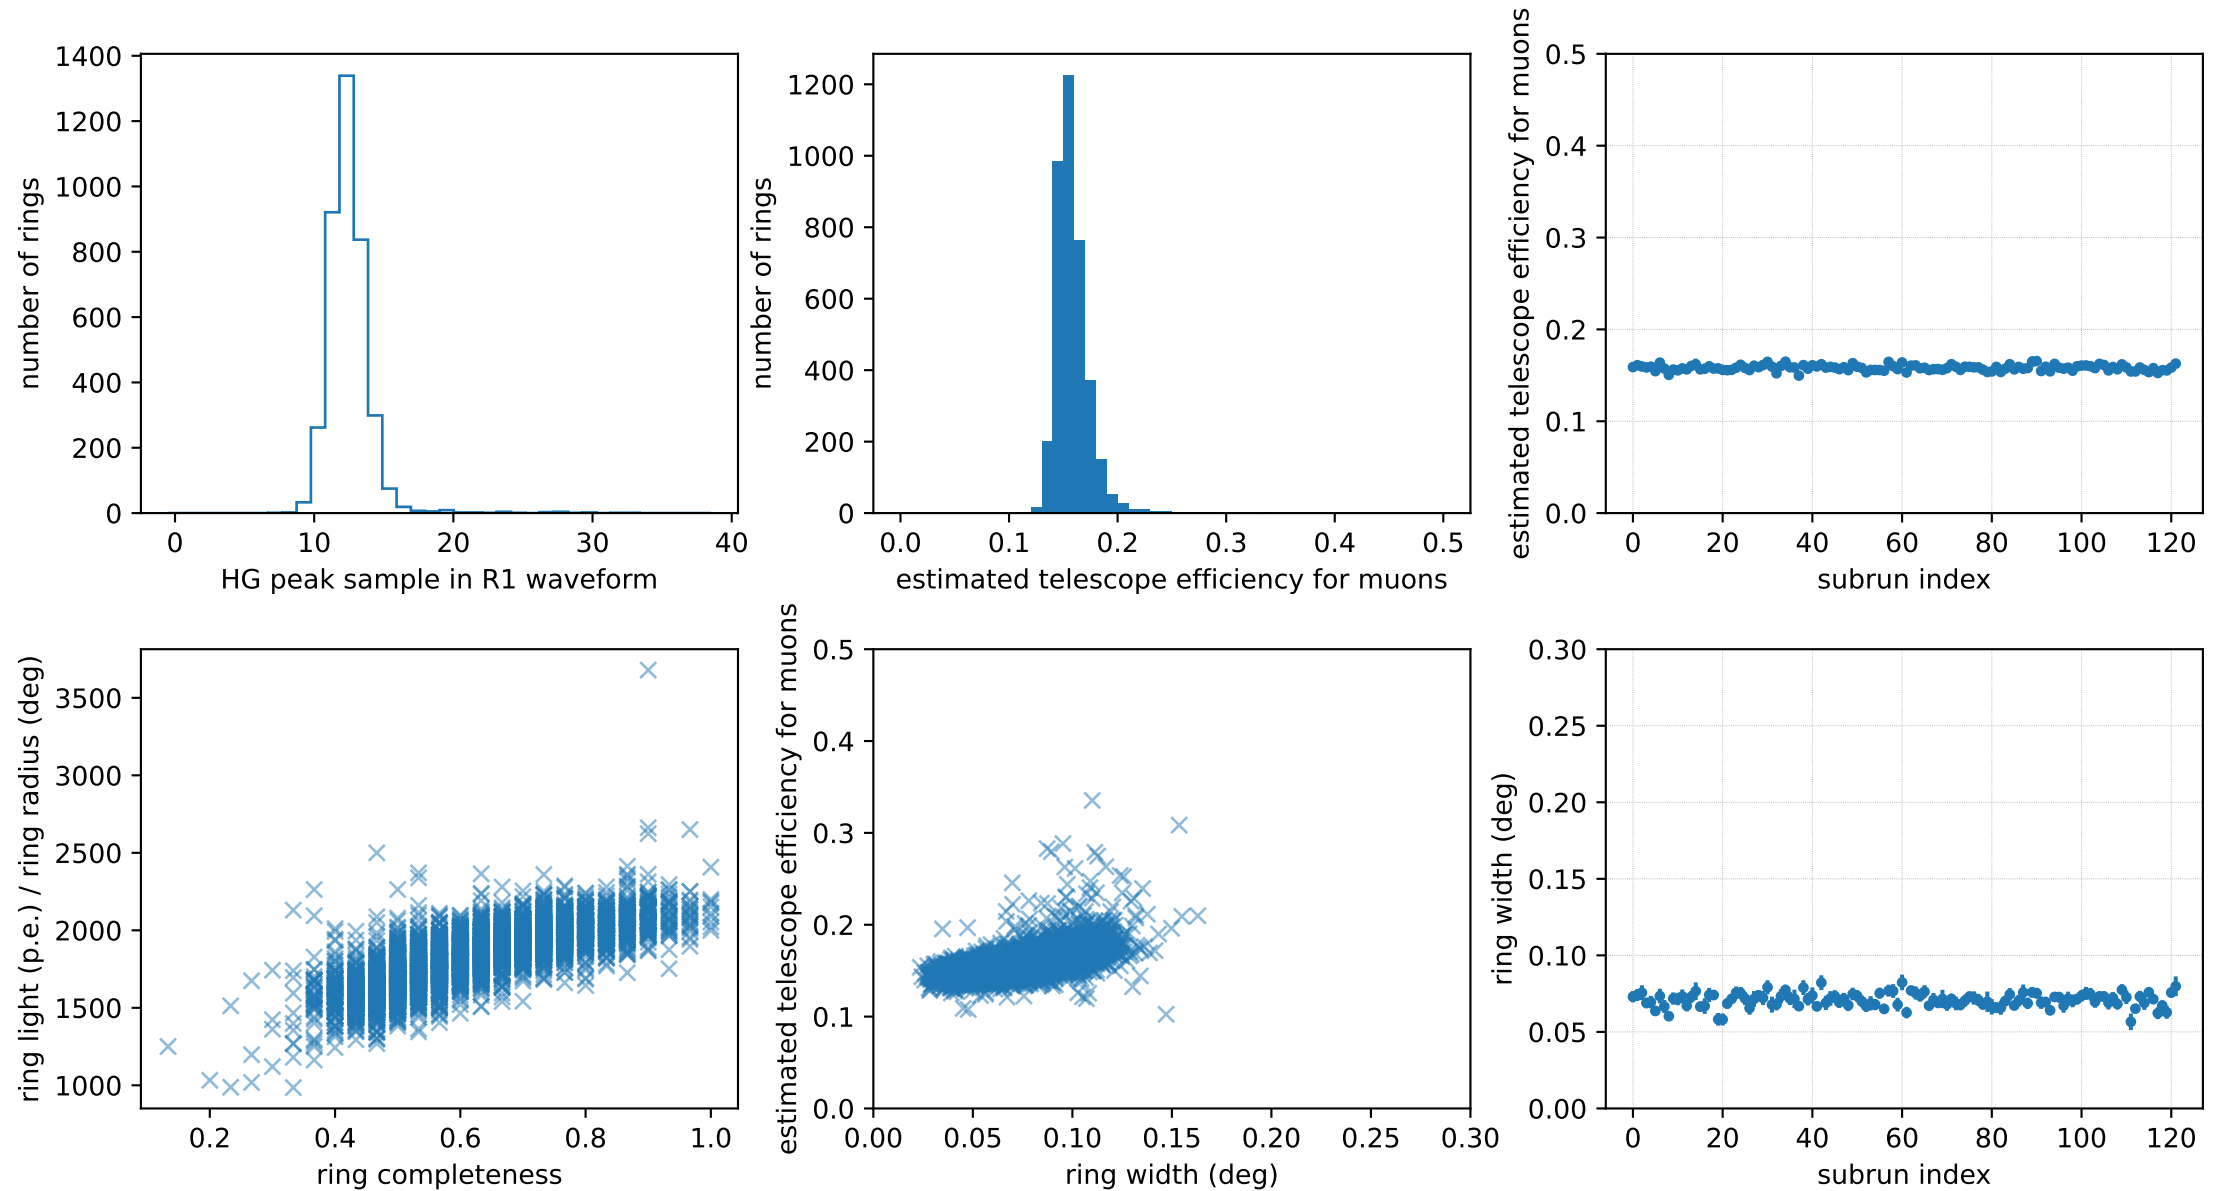 1400
1200
1000
800
600
400
200
0
number of rings
0 10 20 30 40
HG peak sample in R1 waveform
1200
1000
800
600
400
200
0
number of rings
0.0 0.1 0.2 0.3 0.4 0.5
estimated telescope efficiency for muons
0.5
0.4
0.3
0.2
0.1
0.0
estimated telescope efficiency for muons
0 20 40 60 80 100 120
subrun index
3500
3000
2500
2000
1500
1000
ring light (p.e.) / ring radius (deg)
0.2 0.4 0.6 0.8 1.0
ring completeness
0.5
0.4
0.3
0.2
0.1
0.0
estimated telescope efficiency for muons
0.00 0.05 0.10 0.15 0.20 0.25 0.30
ring width (deg)
0.30
0.25
0.20
0.15
0.10
0.05
0.00
ring width (deg)
0 20 40 60 80 100 120
subrun index